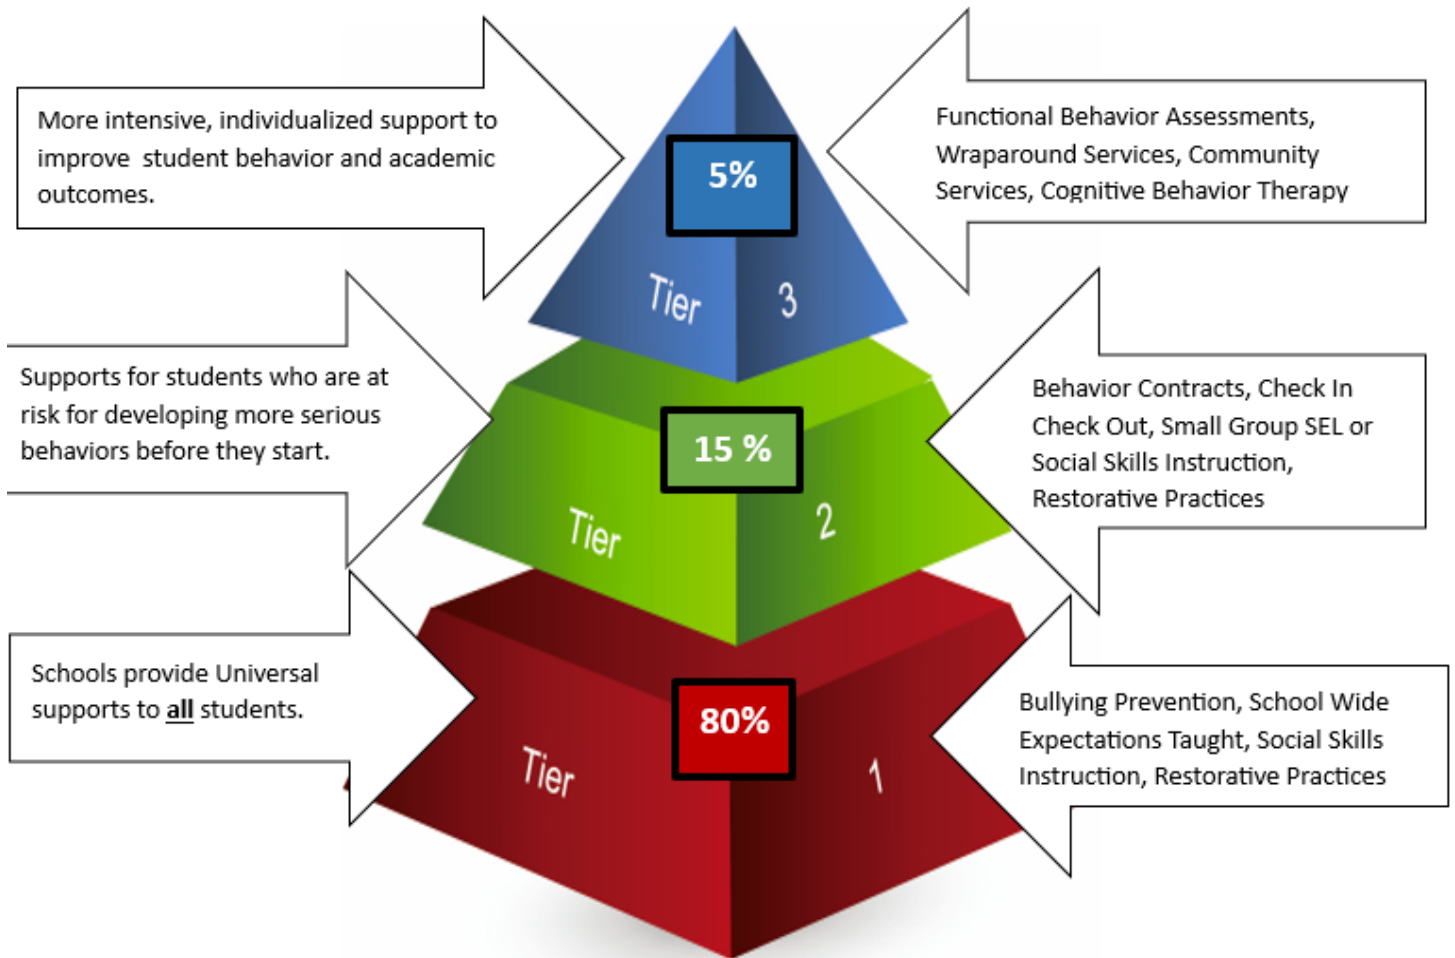 More intensive, individualized support to
improve student behavior and academic
outcomes.
5%
Functional Behavior Assessments,
Wraparound Services, Community
Services, Cognitive Behavior Therapy
Tier 3
Supports for students who are at
risk for developing more serious
behaviors before they start.
15 %
Behavior Contracts, Check In
Check Out, Small Group SEL or
Social Skills Instruction,
Restorative Practices
Tier 2
Schools provide Universal
supports to all students.
80%
Bullying Prevention, School Wide
Expectations Taught, Social Skills
Instruction, Restorative Practices
Tier 1